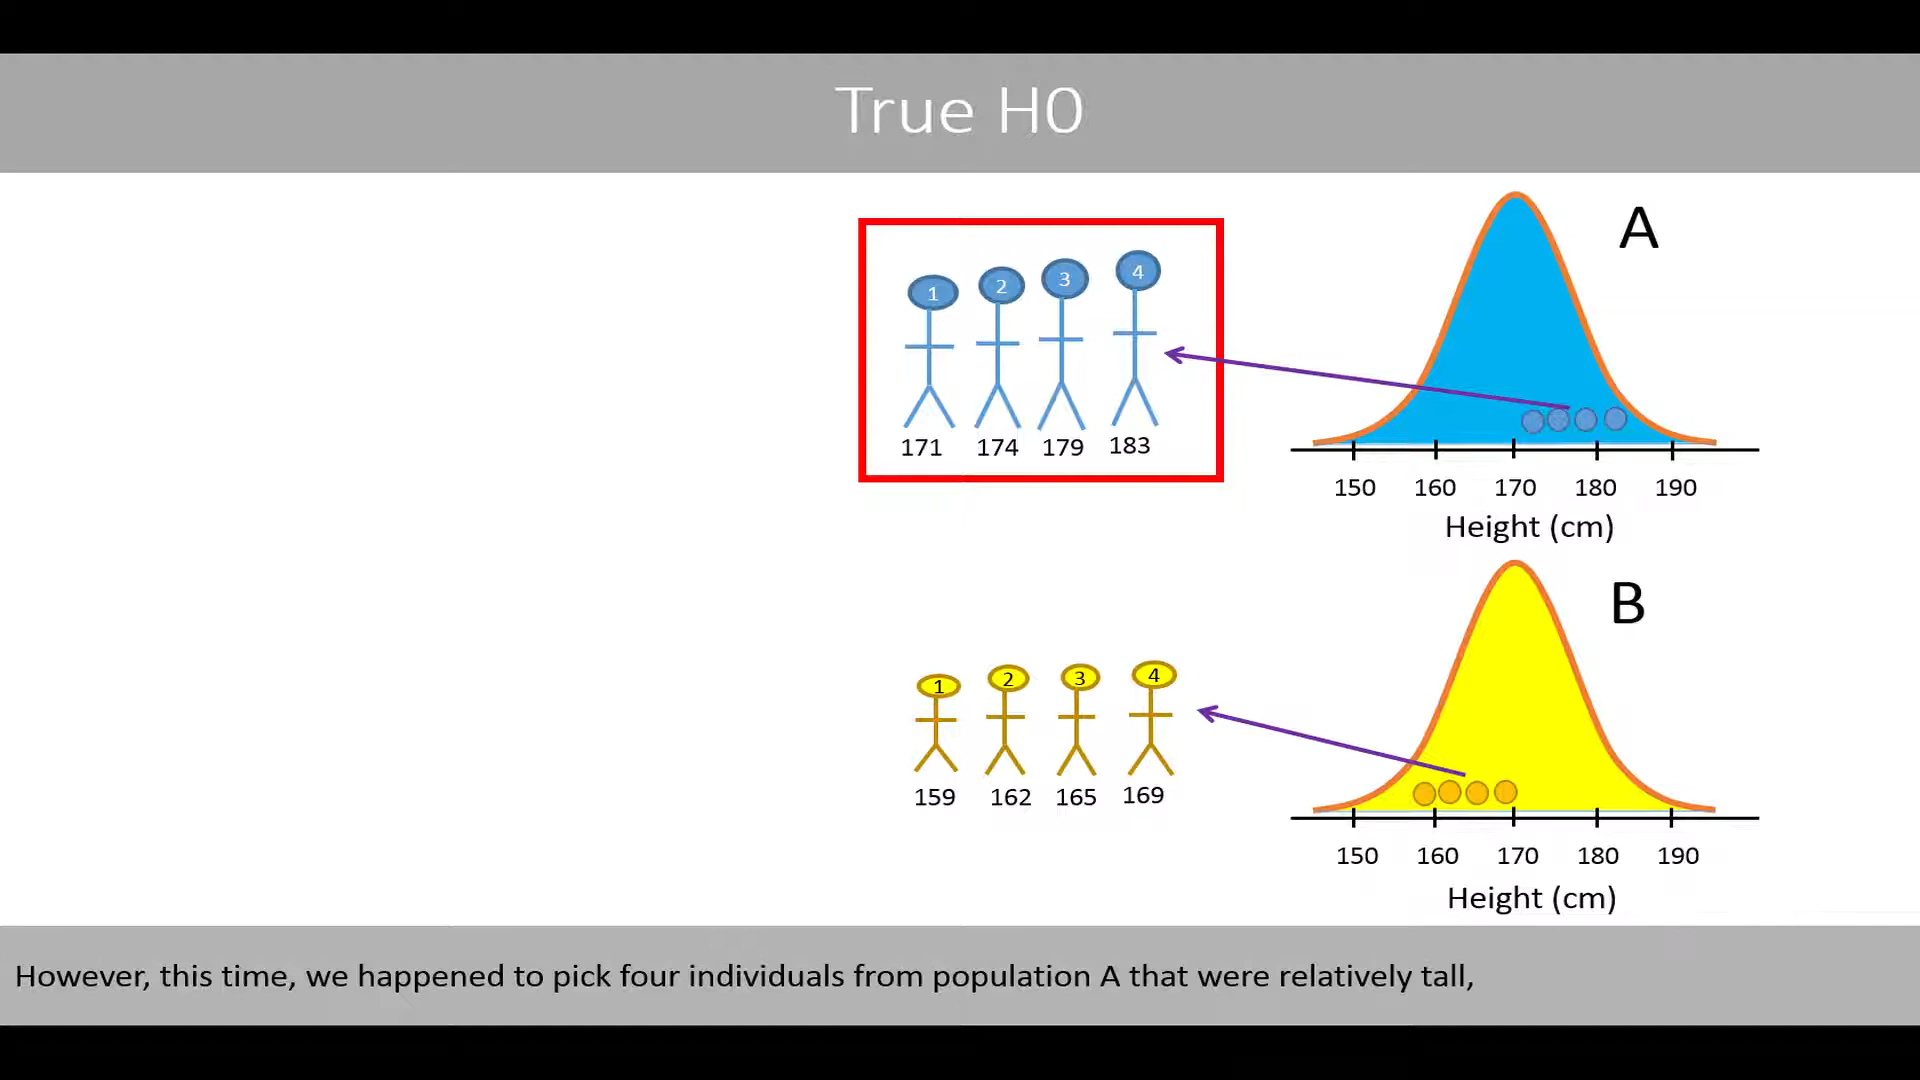 True H0
A
1 2 3 4
171 174 179 183
150 160 170 180 190
Height (cm)
B
1 2 3 4
159 162 165 169
150 160 170 180 190
Height (cm)
However, this time, we happened to pick four individuals from population A that were relatively tall,